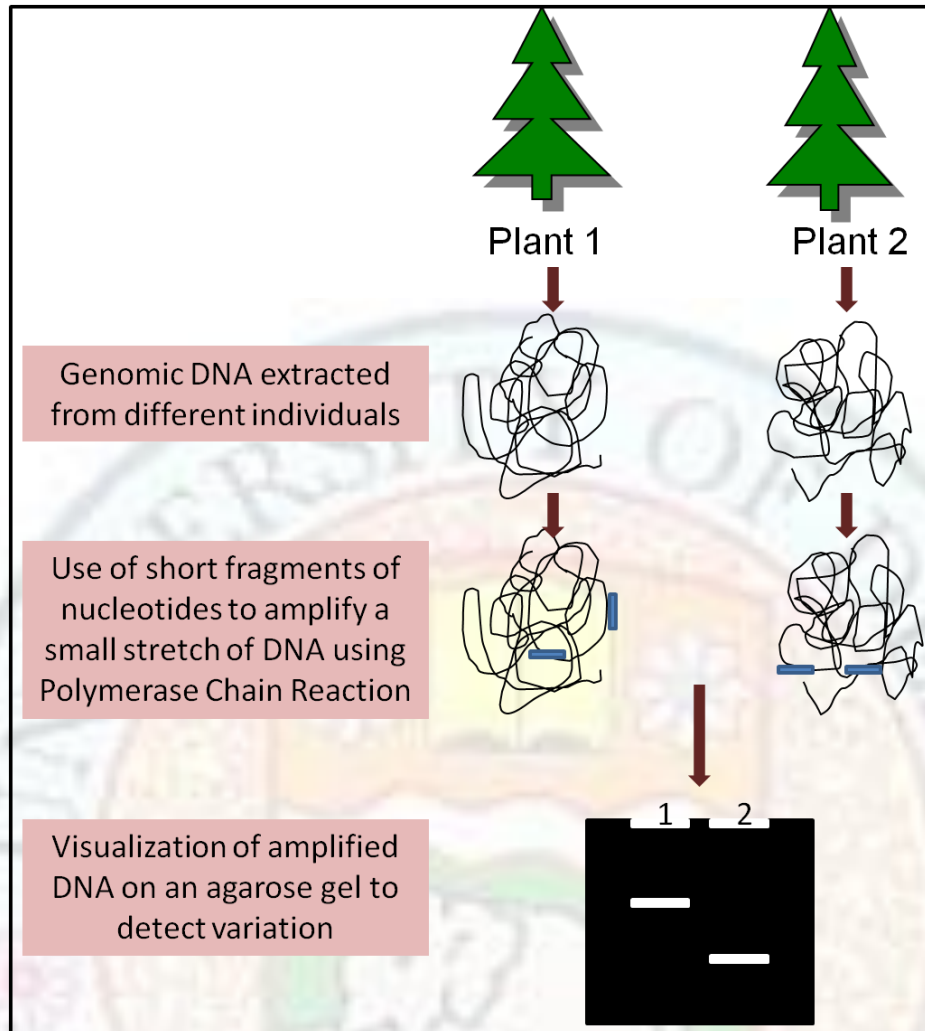 Plant 1
Plant 2
Genomic DNA extracted
from different individuals
Use of short fragments of
nucleotides to amplify a
small stretch of DNA using
Polymerase Chain Reaction
1
2
Visualization of amplified
DNA on an agarose gel to
detect variation